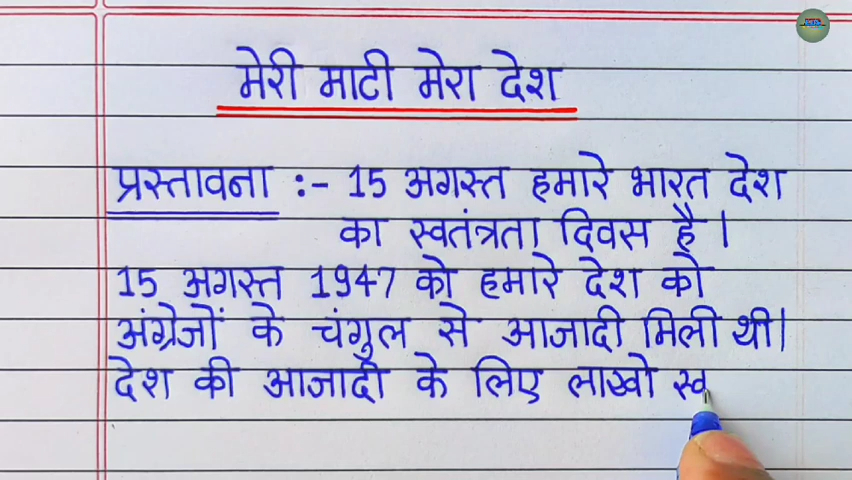 मेरी माटी मेरा देश
प्रस्तावना :- 15 अगस्त हमारे भारत देश
का स्वतंत्रता दिवस है ।
15 अगस्त 1947 को हमारे देश को
अंग्रेजों के चंगुल से आजादी मिली थी।
देश की आजादी के लिए लाखो स्व